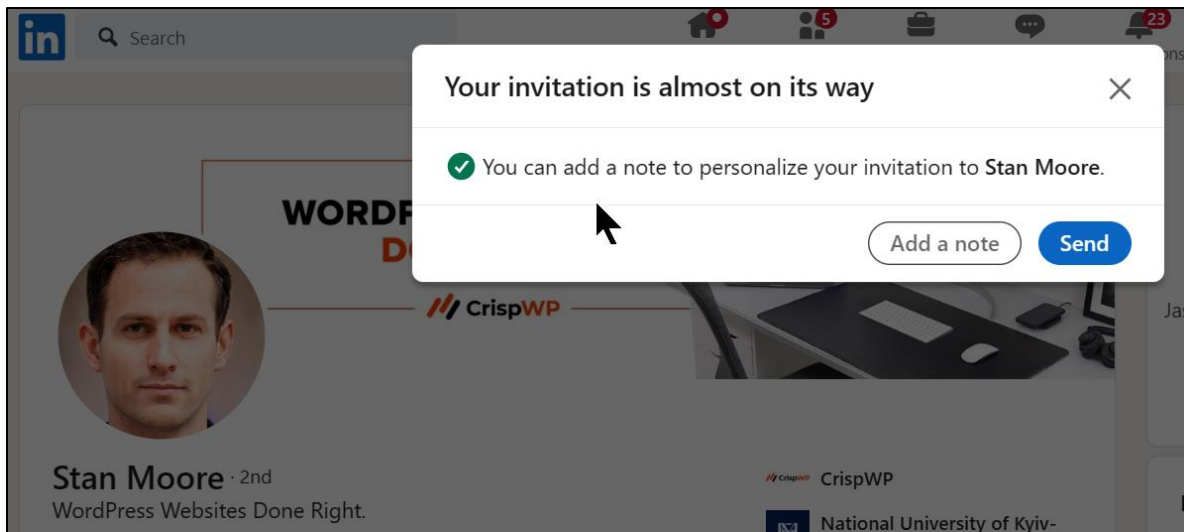 in
Search
5
23
Your invitation is almost on its way
You can add a note to personalize your invitation to Stan Moore.
Add a note
Send
WORDP
D
CrispWP
Stan Moore · 2nd
WordPress Websites Done Right.
CrispWP
CrispWP
National University of Kyiv-